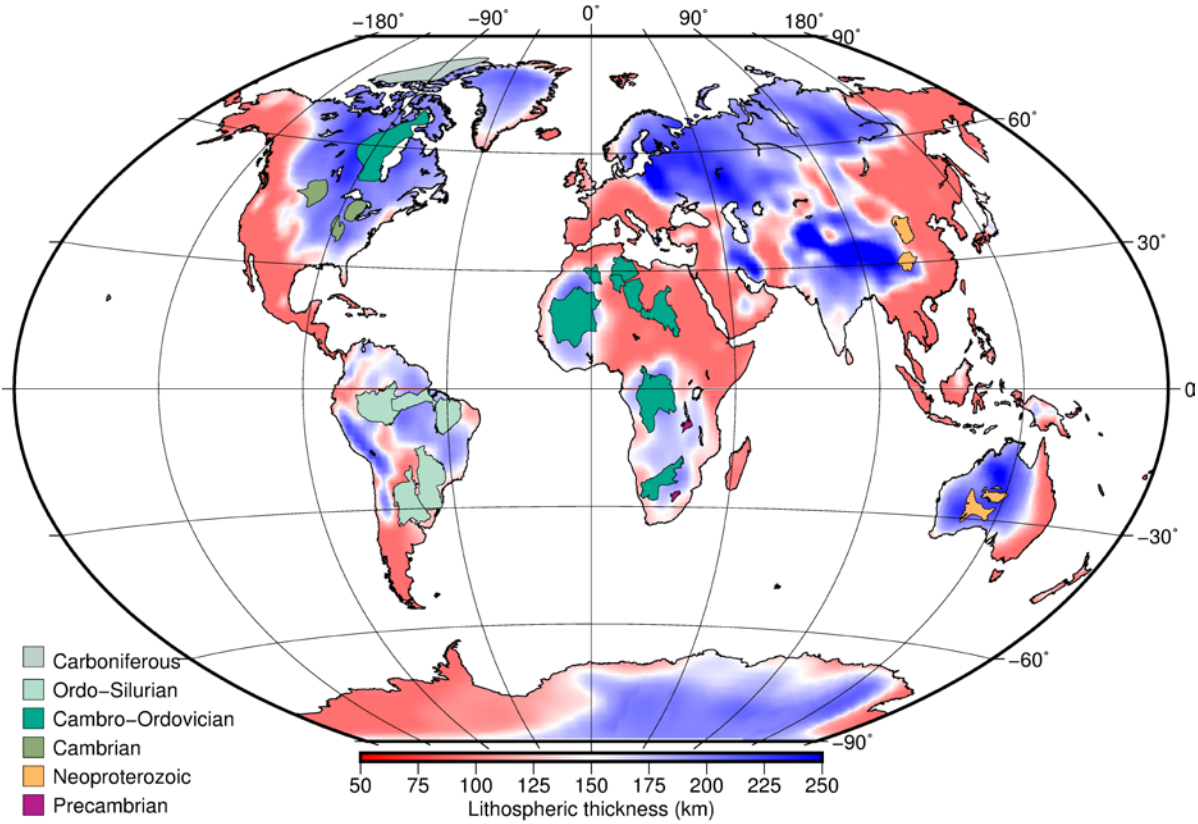 −180° −90° 0° 90° 180° 90°
60°
30°
0
−30°
−60°
−90°
Carboniferous
Ordo−Silurian
Cambro−Ordovician
Cambrian
Neoproterozoic
Precambrian
50 75 100 125 150 175 200 225 250
Lithospheric thickness (km)